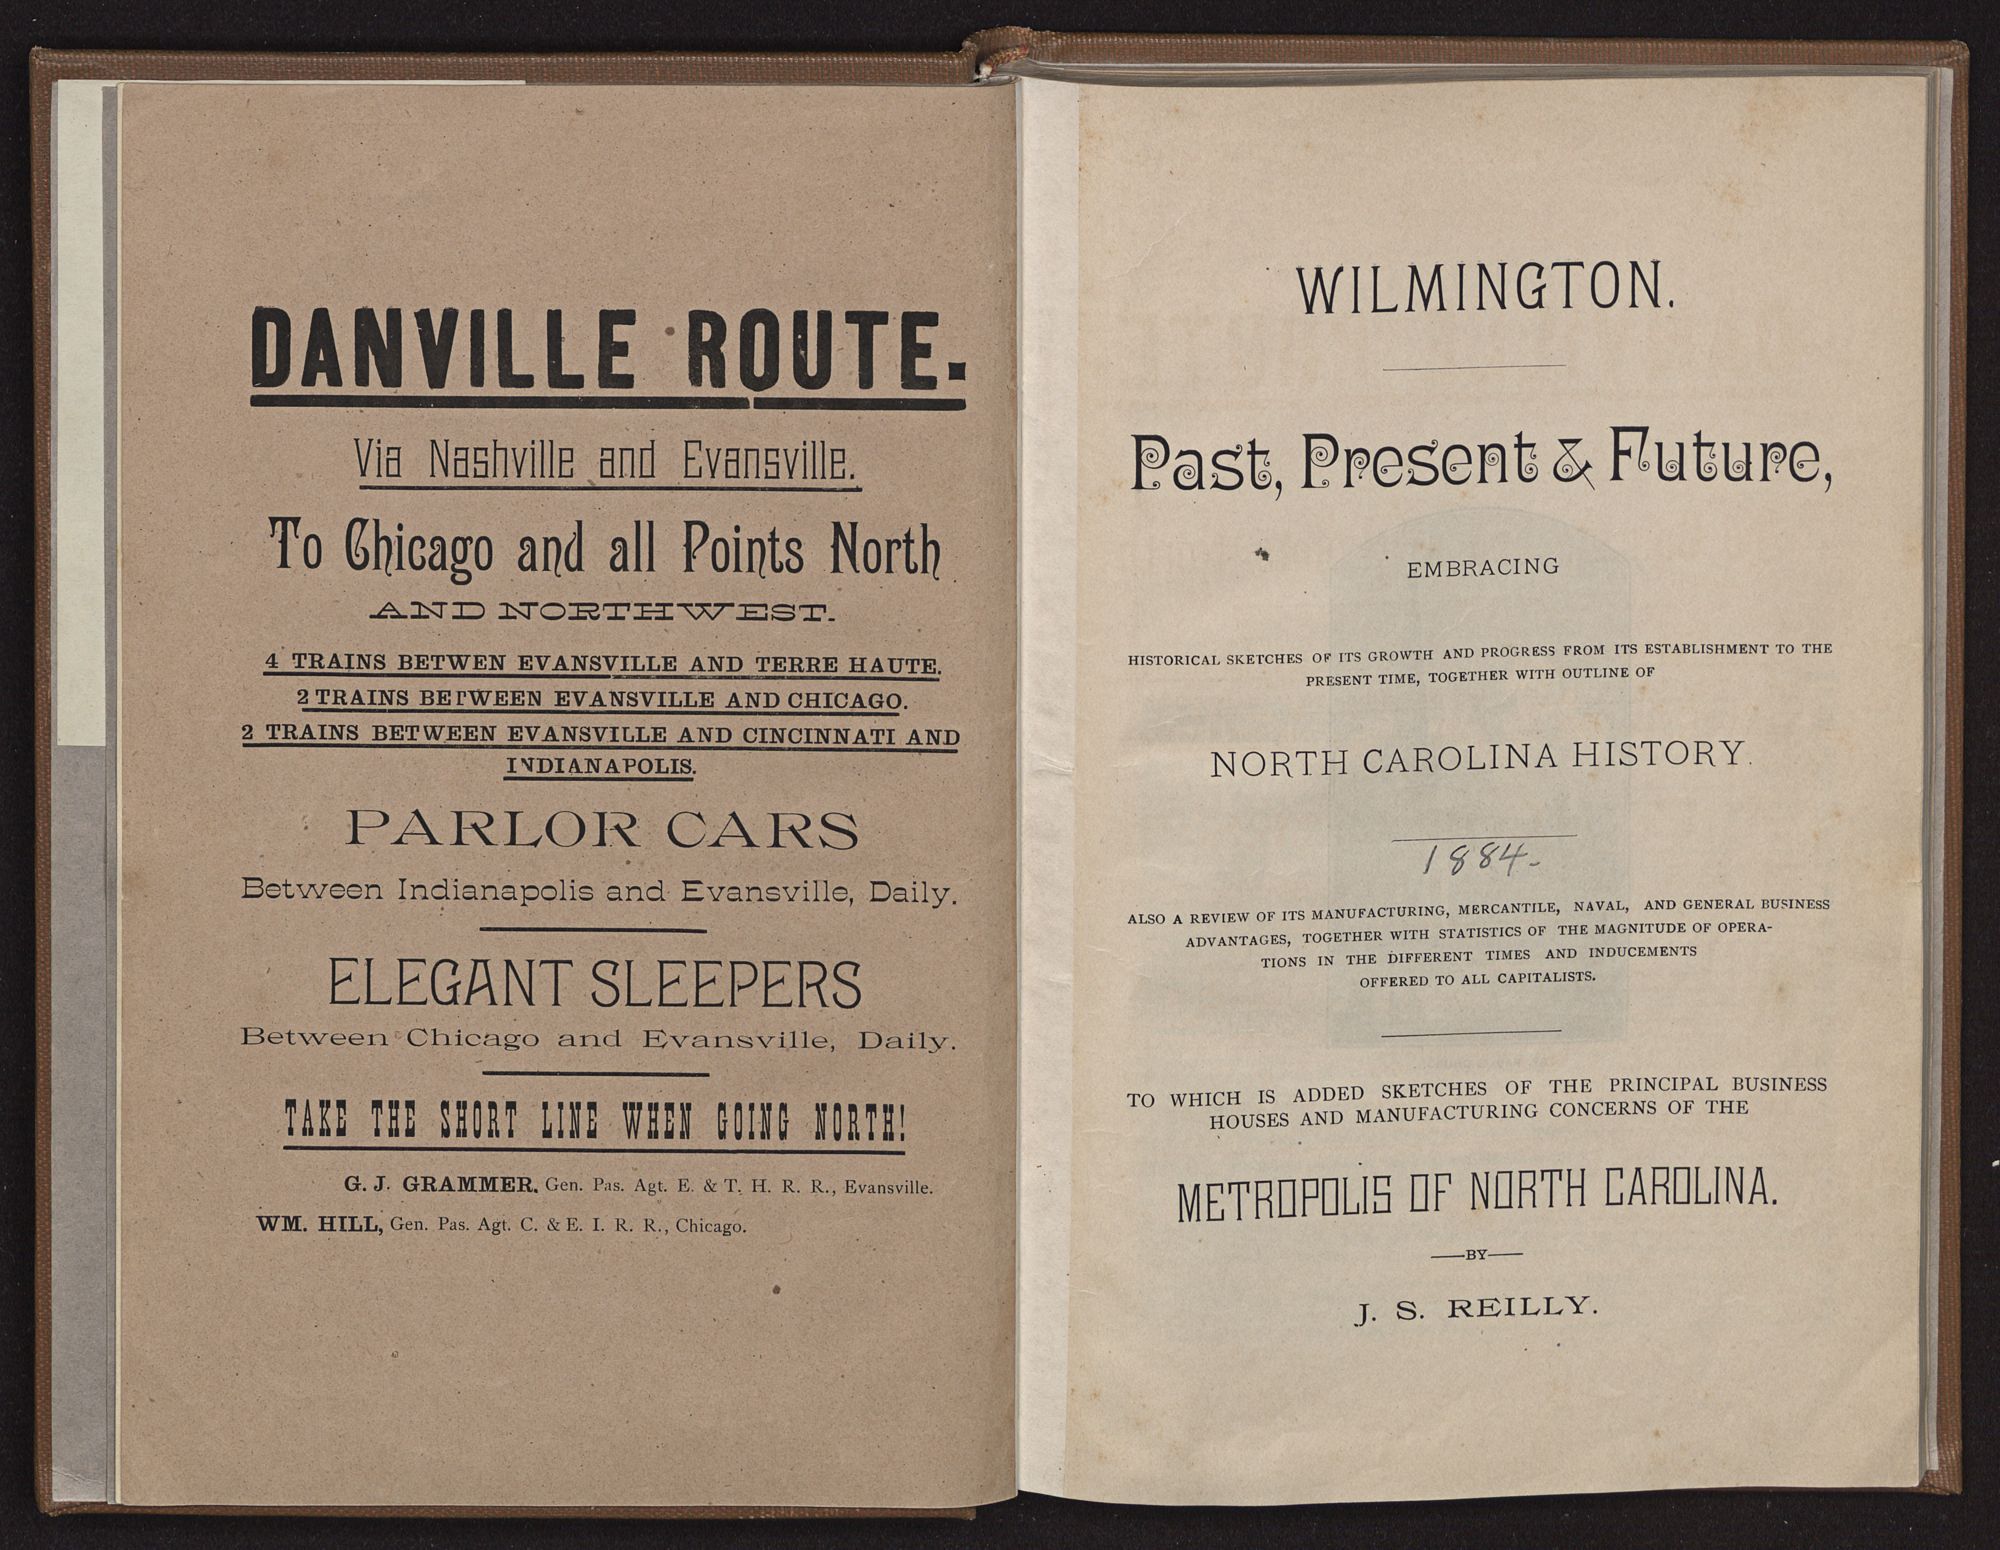 DANVILLE ROUTE.
Via Nashville and Evansville.
To Chicago and all Points North
AND NORTHWEST.
4 TRAINS BETWEN EVANSVILLE AND TERRE HAUTE.
2 TRAINS BETWEEN EVANSVILLE AND CHICAGO.
2 TRAINS BETWEEN EVANSVILLE AND CINCINNATI AND
INDIANAPOLIS.
PARLOR CARS
Between Indianapolis and Evansville, Daily.
ELEGANT SLEEPERS
Between Chicago and Evansville, Daily.
TAKE THE SHORT LINE WHEN GOING NORTH!
G. J. GRAMMER. Gen. Pas. Agt. E. & T. H. R. R., Evansville.
WM. HILL, Gen. Pas. Agt. C. & E. I. R. R., Chicago.
WILMINGTON.
Past, Present & Future,
EMBRACING
HISTORICAL SKETCHES OF ITS GROWTH AND PROGRESS FROM ITS ESTABLISHMENT TO THE
PRESENT TIME, TOGETHER WITH OUTLINE OF
NORTH CAROLINA HISTORY.
1884.
ALSO A REVIEW OF ITS MANUFACTURING, MERCANTILE, NAVAL, AND GENERAL BUSINESS
ADVANTAGES, TOGETHER WITH STATISTICS OF THE MAGNITUDE OF OPERA-
TIONS IN THE DIFFERENT TIMES AND INDUCEMENTS
OFFERED TO ALL CAPITALISTS.
TO WHICH IS ADDED SKETCHES OF THE PRINCIPAL BUSINESS
HOUSES AND MANUFACTURING CONCERNS OF THE
METROPOLIS OF NORTH CAROLINA.
—BY—
J. S. REILLY.